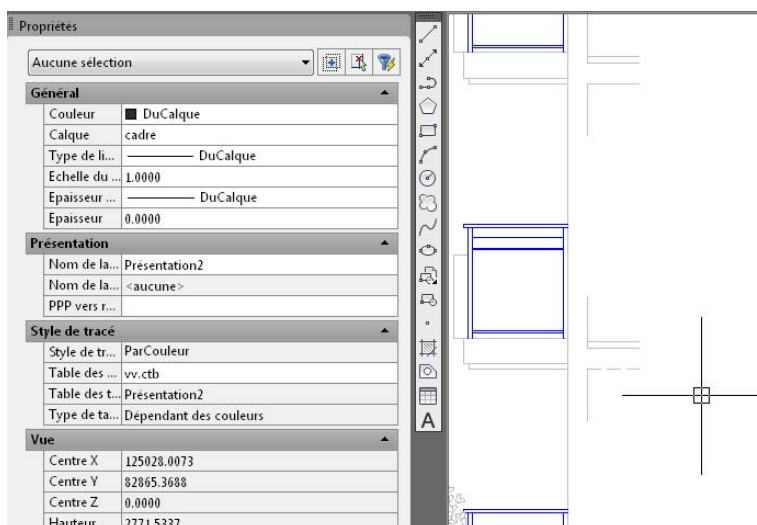 Propriétés
Aucune sélection
Général
Couleur DuCalque
Calque cadre
Type de li... DuCalque
Echelle du ... 1.0000
Epaisseur ... DuCalque
Epaisseur 0.0000
Présentation
Nom de la... Présentation2
Nom de la... <aucune>
PPP vers r...
Style de tracé
Style de tr... ParCouleur
Table des ... vv.ctb
Table des t... Présentation2
Type de ta... Dépendant des couleurs
Vue
Centre X 125028.0073
Centre Y 82865.3688
Centre Z 0.0000
Hauteur 2771.5337
A